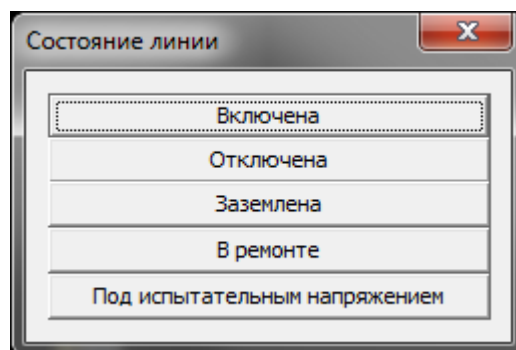 Состояние линии
Включена
Отключена
Заземлена
В ремонте
Под испытательным напряжением